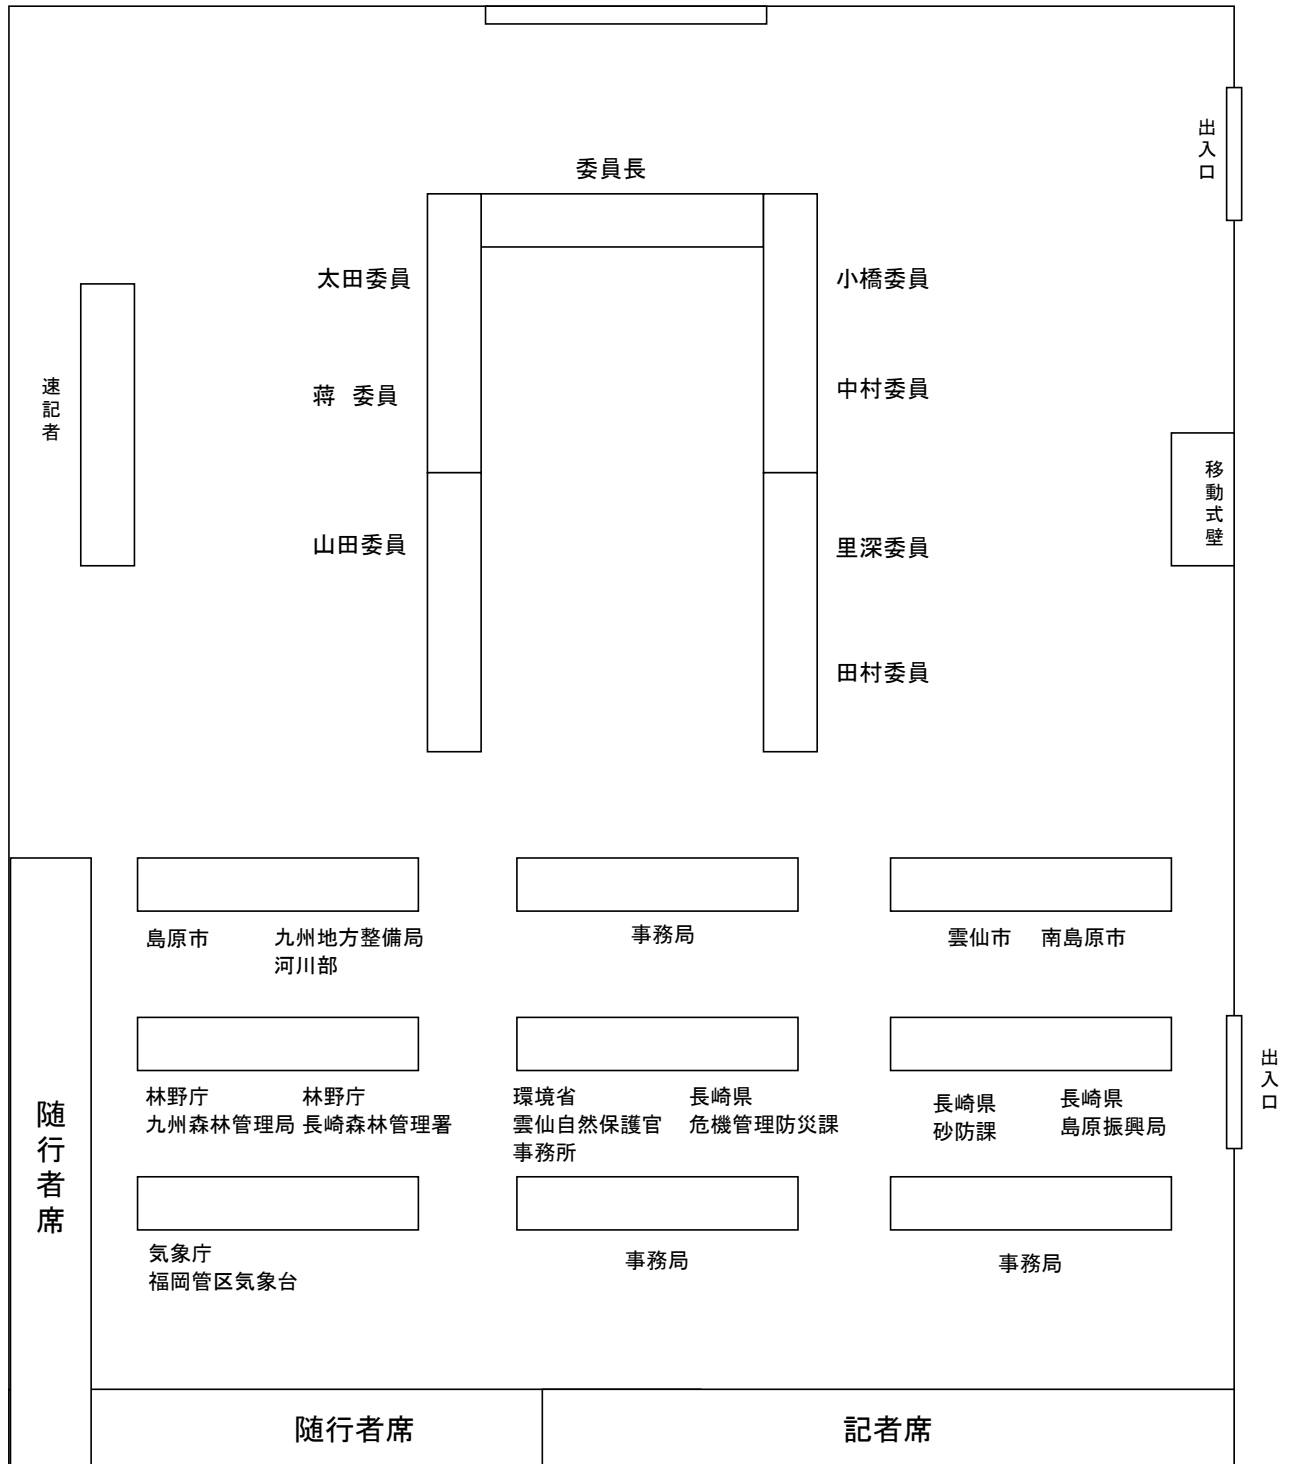 出入口
委員長
太田委員
小橋委員
速記者
蒋 委員
中村委員
移動式壁
山田委員
里深委員
田村委員
島原市
九州地方整備局
河川部
事務局
雲仙市
南島原市
出入口
林野庁
九州森林管理局
林野庁
長崎森林管理署
環境省
雲仙自然保護官
事務所
長崎県
危機管理防災課
長崎県
砂防課
長崎県
島原振興局
随行者席
気象庁
福岡管区気象台
事務局
事務局
随行者席
記者席